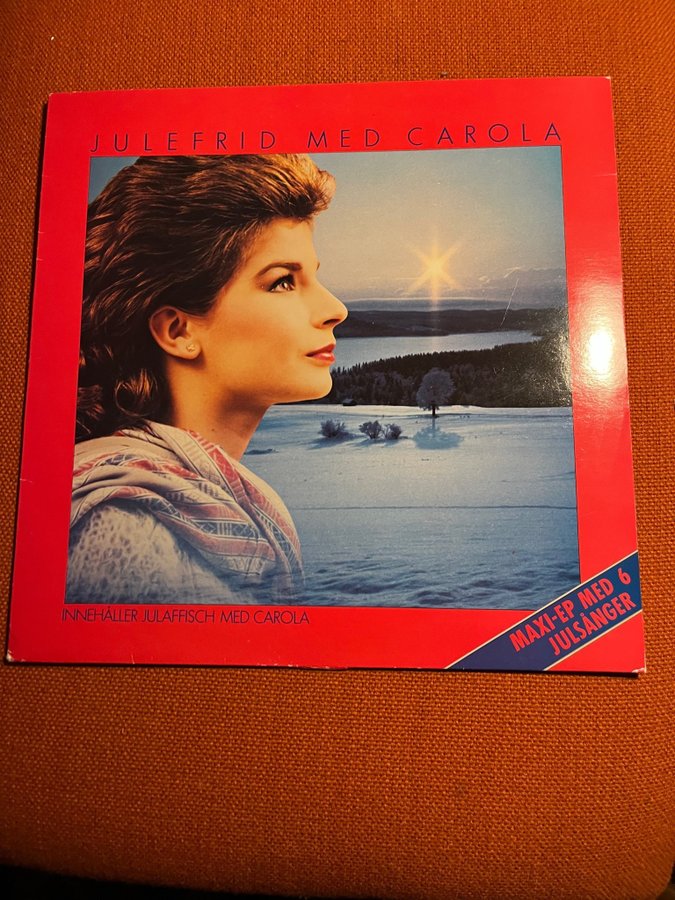 JULEFRID MED CAROLA
INNEHÅLLER JULAFFISCH MED CAROLA
MAXI-EP MED 6
JULSÅNGER